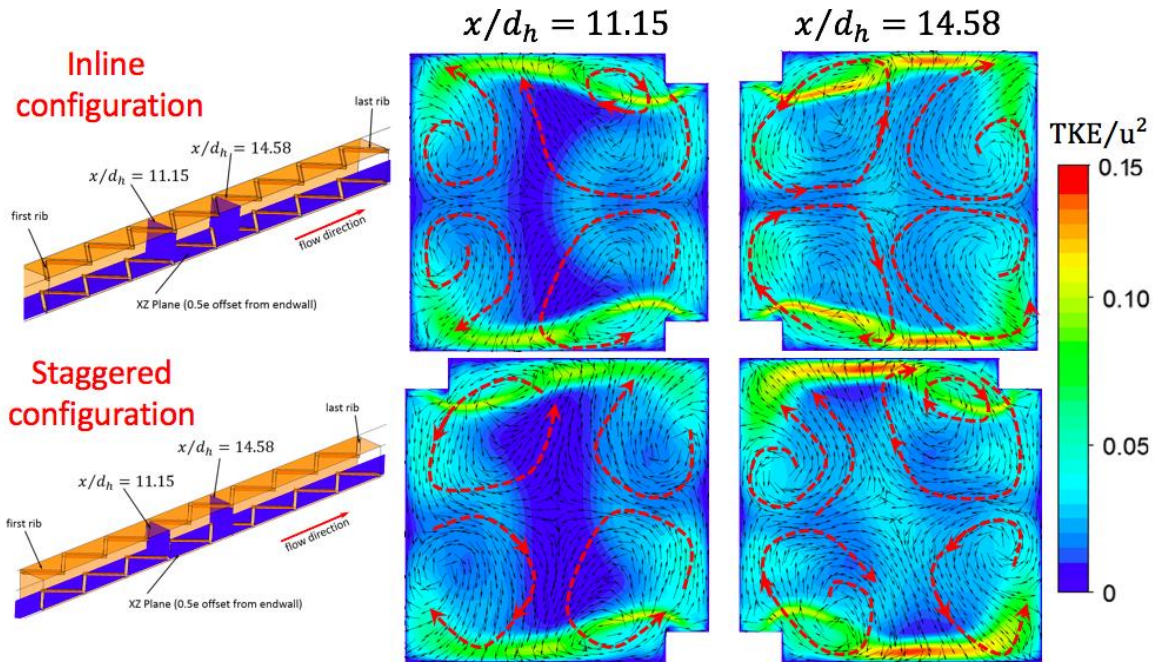 x/d_h = 11.15
x/d_h = 14.58
Inline
configuration
last rib
x/d_h = 14.58
x/d_h = 11.15
first rib
flow direction
XZ Plane (0.5e offset from endwall)
TKE/u²
0.15
0.10
0.05
0
Staggered
configuration
last rib
x/d_h = 14.58
x/d_h = 11.15
first rib
flow direction
XZ Plane (0.5e offset from endwall)